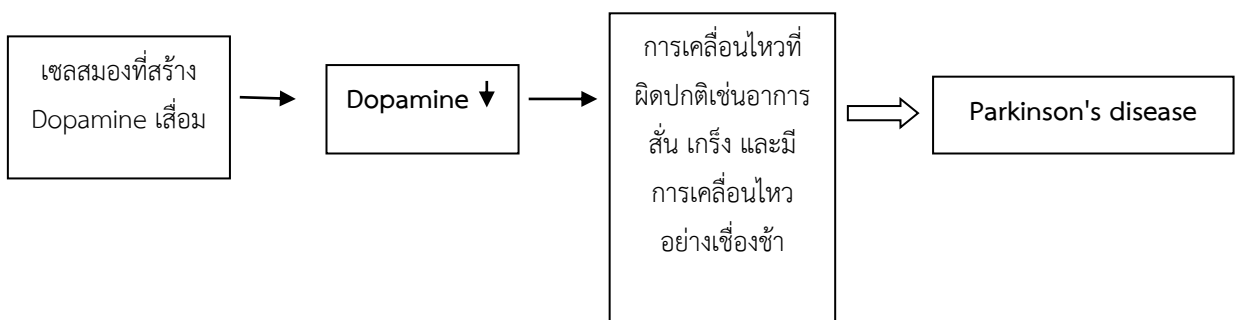 เซลสมองที่สร้าง
Dopamine เสื่อม
Dopamine ↓
การเคลื่อนไหวที่
ผิดปกติเช่นอาการ
สั่น เกร็ง และมี
การเคลื่อนไหว
อย่างเชื่องช้า
Parkinson's disease